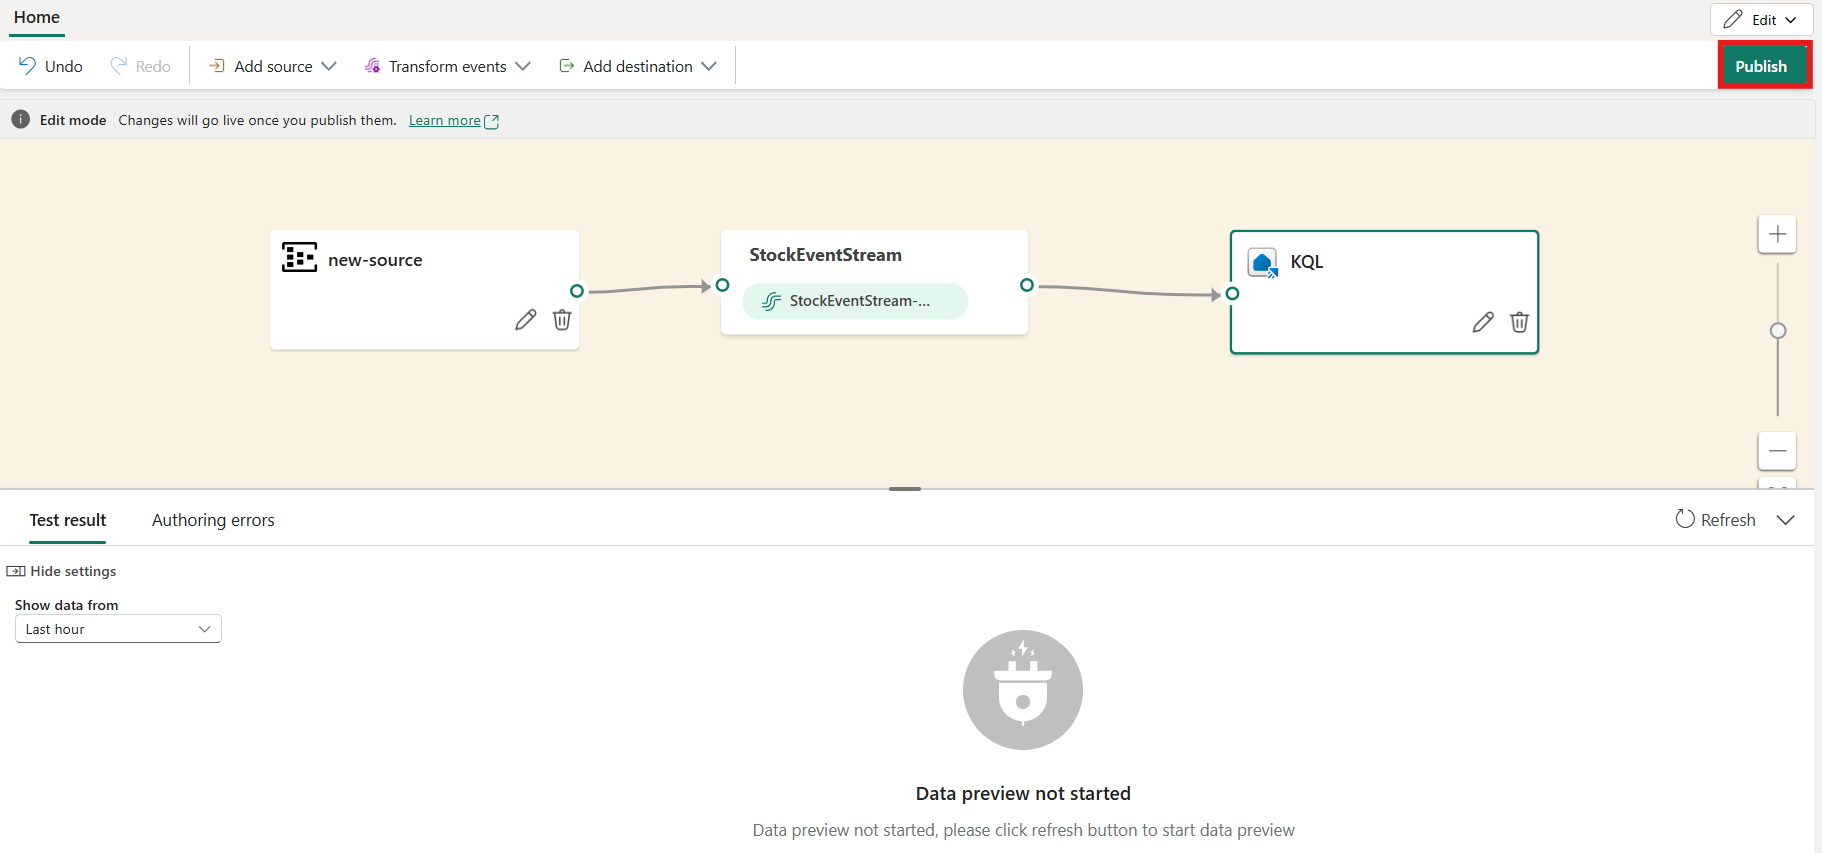 Home
Edit
Undo
Redo
Add source
Transform events
Add destination
Publish
Edit mode Changes will go live once you publish them. Learn more
new-source
StockEventStream
StockEventStream-...
KQL
Test result
Authoring errors
Refresh
Hide settings
Show data from
Last hour
Data preview not started
Data preview not started, please click refresh button to start data preview